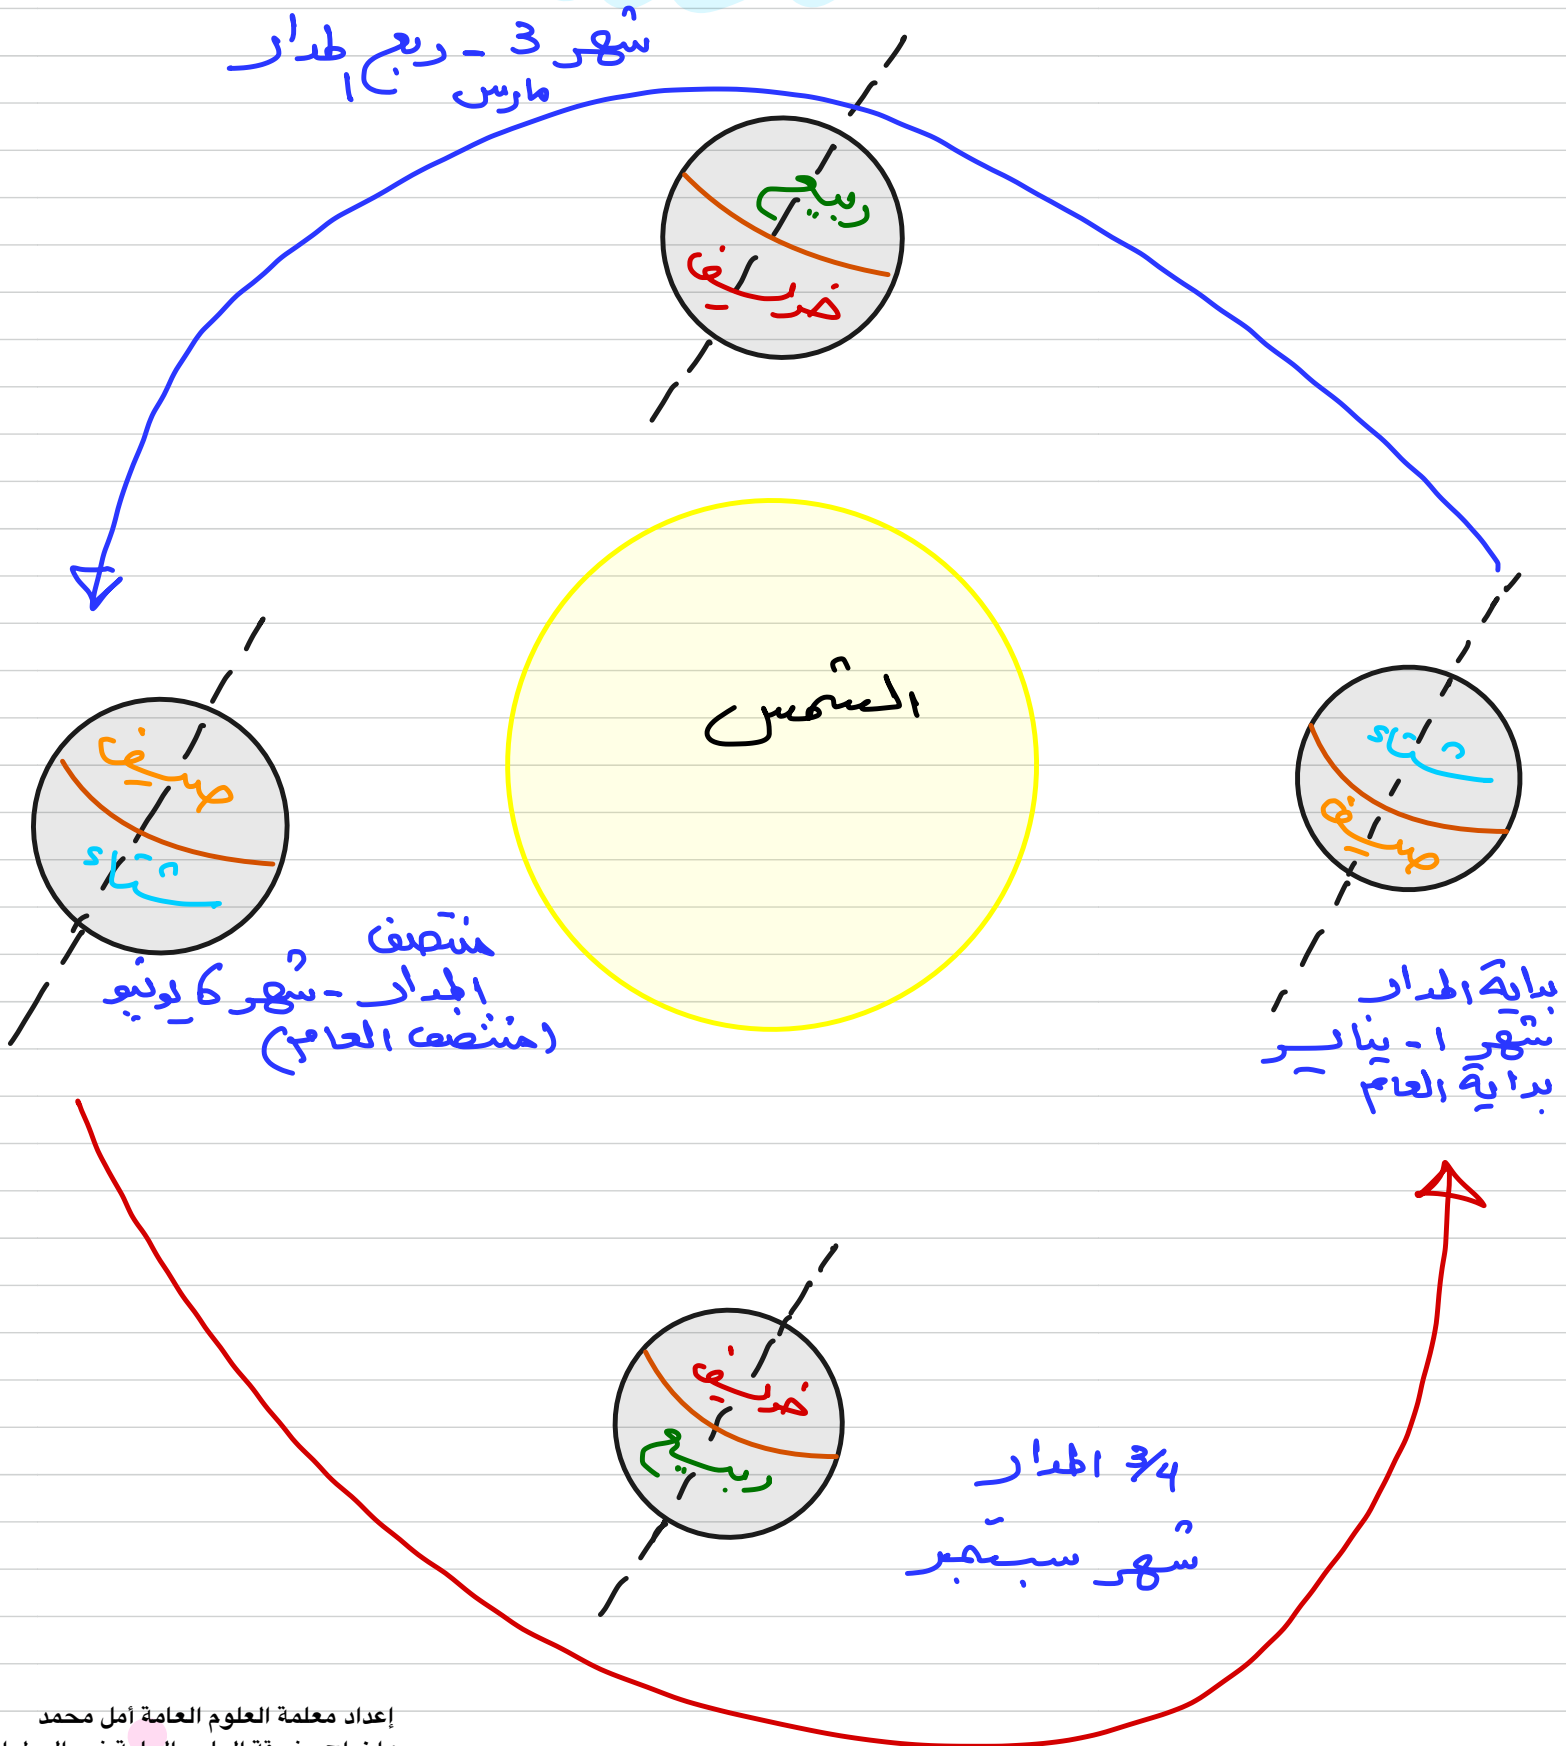 شهر 3 - ربع المدار
مارس
ربيع
خريف
الشمس
صيف
شتاء
شتاء
صيف
منتصف
المدار - شهر 6 يونيو
(منتصف العام)
بداية المدار
شهر 1 - يناير
بداية العام
خريف
ربيع
3/4 المدار
شهر سبتمبر
إعداد معلمة العلوم العامة أمل محمد